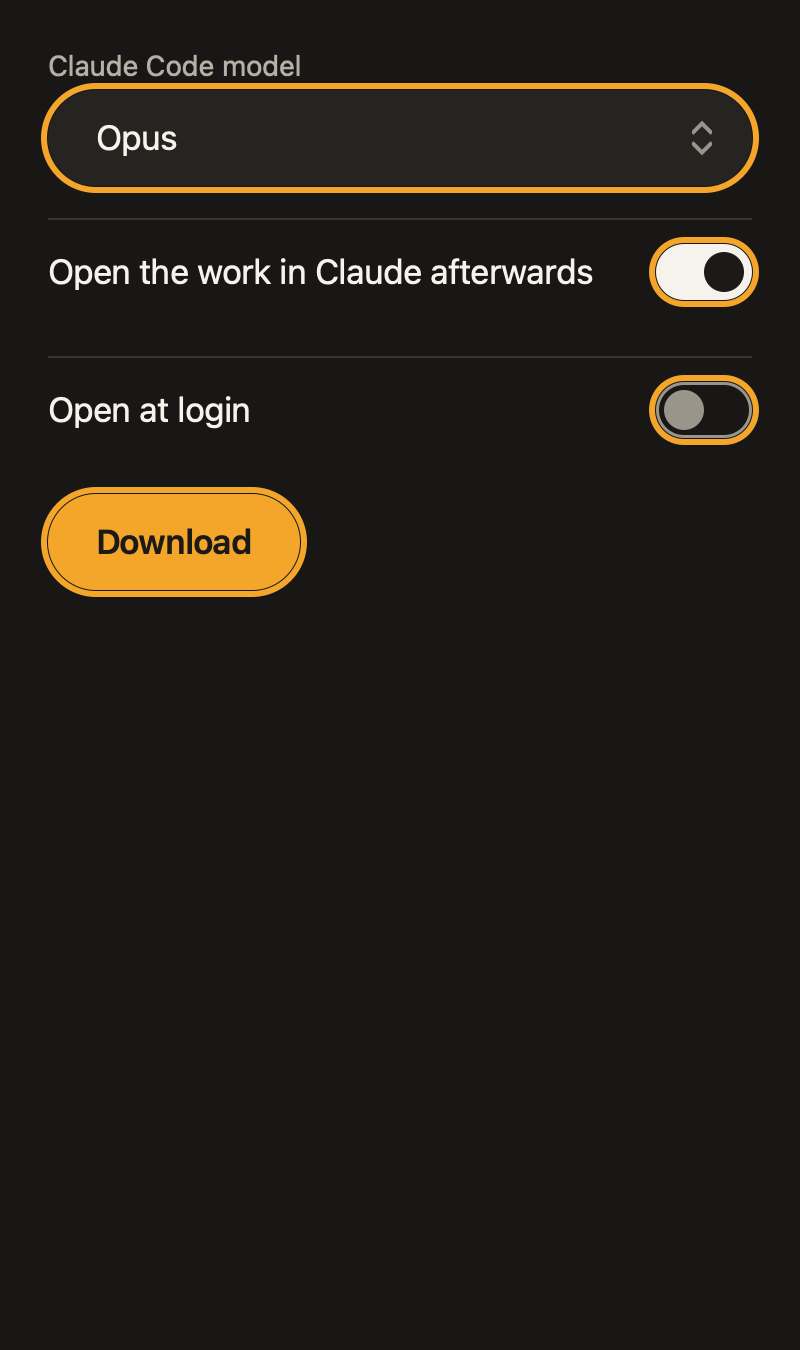 Claude Code model
Opus
Open the work in Claude afterwards
Open at login
Download